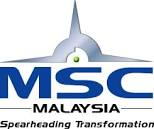 MSC
MALAYSIA
Spearheading Transformation